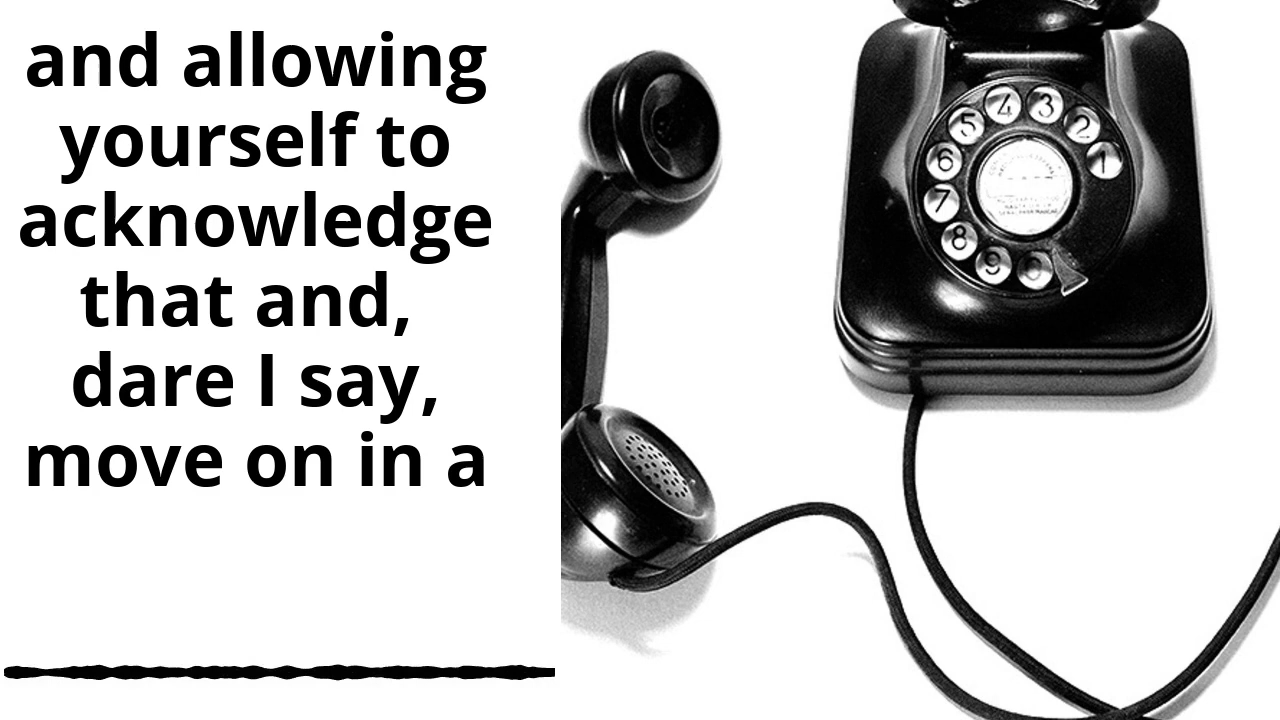 and allowing
yourself to
acknowledge
that and,
dare I say,
move on in a
4 3
5 2
6 1
7
8
9 0